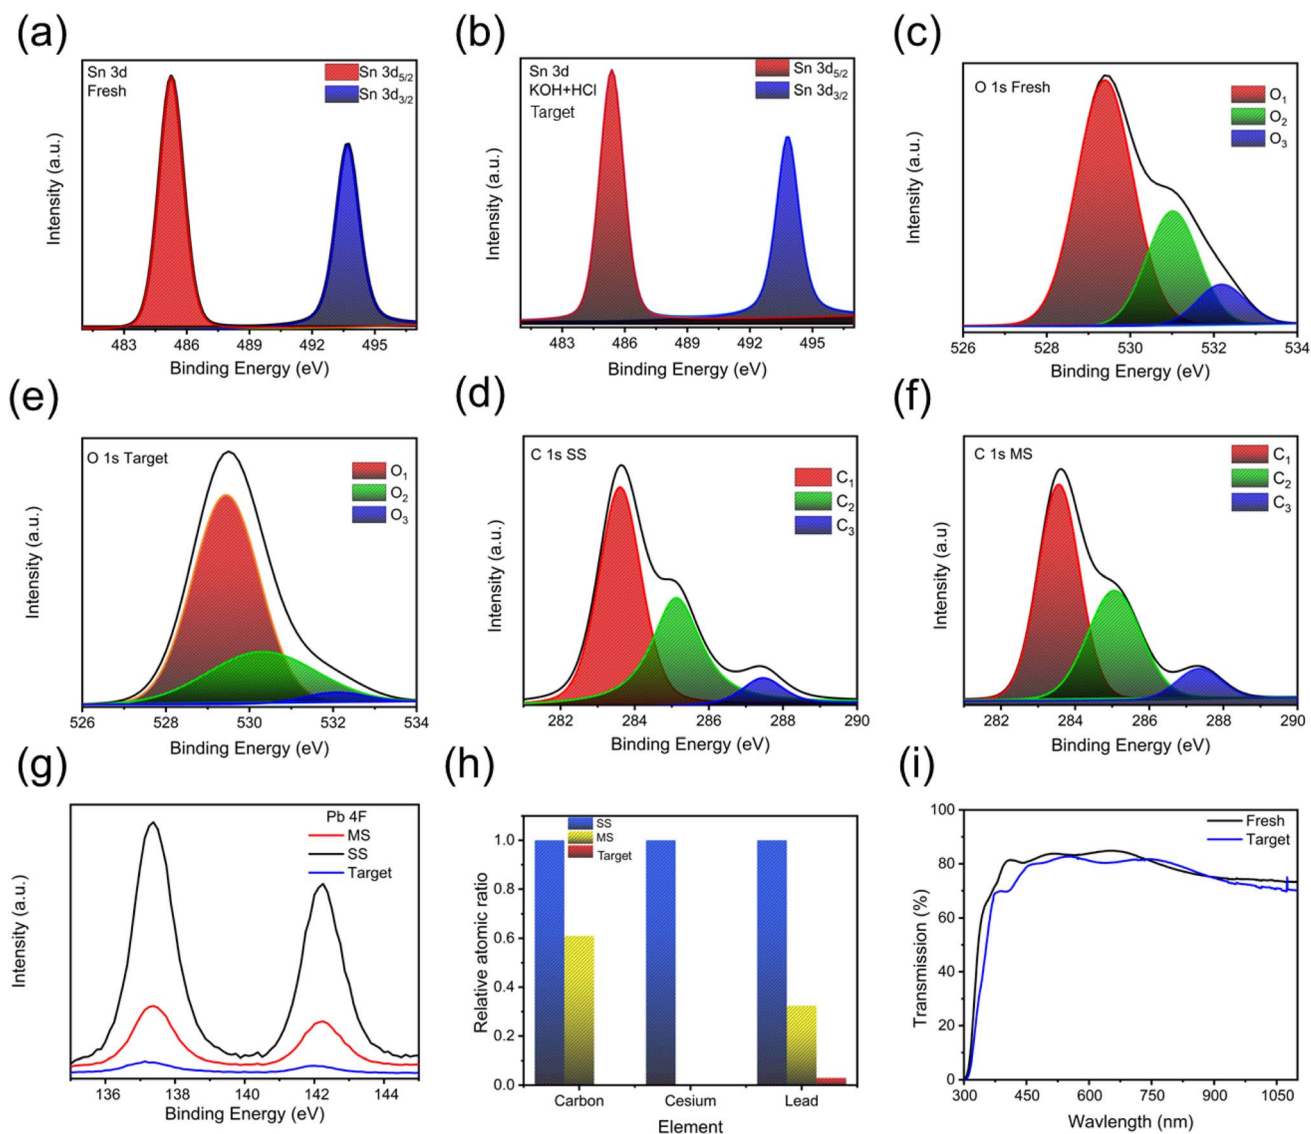 (a)
Sn 3d
Fresh
Sn 3d5/2
Sn 3d3/2
Intensity (a.u.)
483 486 489 492 495
Binding Energy (eV)
(b)
Sn 3d
KOH+HCl
Target
Sn 3d5/2
Sn 3d3/2
Intensity (a.u.)
483 486 489 492 495
Binding Energy (eV)
(c)
O 1s Fresh
O1
O2
O3
Intensity (a.u.)
526 528 530 532 534
Binding Energy (eV)
(e)
O 1s Target
O1
O2
O3
Intensity (a.u.)
526 528 530 532 534
Binding Energy (eV)
(d)
C 1s SS
C1
C2
C3
Intensity (a.u.)
282 284 286 288 290
Binding Energy (eV)
(f)
C 1s MS
C1
C2
C3
Intensity (a.u)
282 284 286 288 290
Binding Energy (eV)
(g)
Pb 4F
MS
SS
Target
Intensity (a.u.)
136 138 140 142 144
Binding Energy (eV)
(h)
SS
MS
Target
Relative atomic ratio
1.0
0.8
0.6
0.4
0.2
0.0
Carbon Cesium Lead
Element
(i)
Fresh
Target
Transmission (%)
100
80
60
40
20
0
300 450 600 750 900 1050
Wavlength (nm)